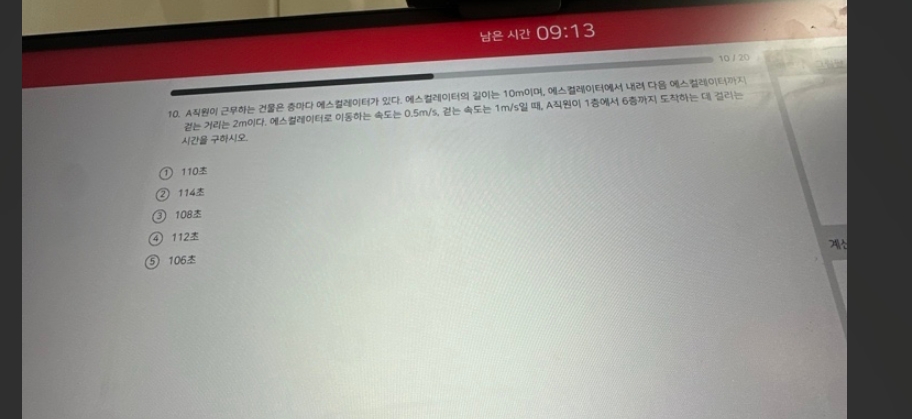 남은 시간 09:13
10 / 20
10. A직원이 근무하는 건물은 층마다 에스컬레이터가 있다. 에스컬레이터의 길이는 10m이며, 에스컬레이터에서 내려 다음 에스컬레이터까지
걷는 거리는 2m이다. 에스컬레이터로 이동하는 속도는 0.5m/s, 걷는 속도는 1m/s일 때, A직원이 1층에서 6층까지 도착하는 데 걸리는
시간을 구하시오.
① 110초
② 114초
③ 108초
④ 112초
⑤ 106초